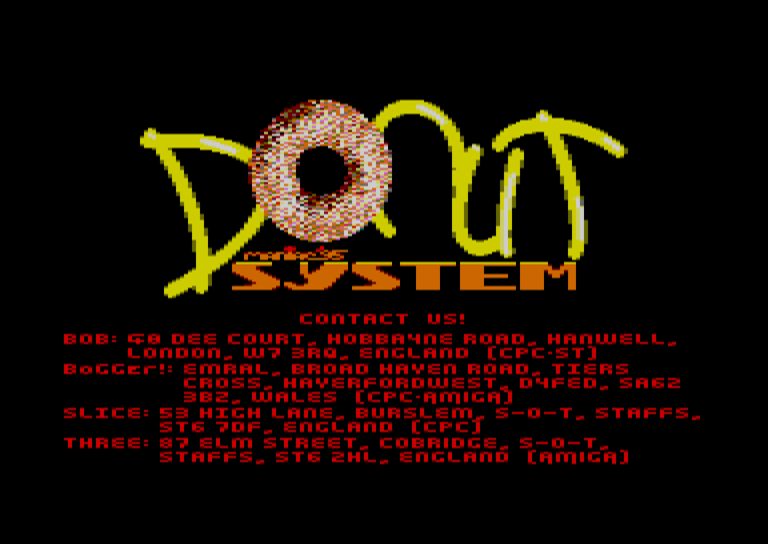 DONUT
maniac's
SYSTEM
CONTACT US!
BOB: 40 DEE COURT, HOBBAYNE ROAD, HANWELL,
LONDON, W7 3RQ, ENGLAND (CPC-ST)
BoGGEr!: EMRAL, BROAD HAVEN ROAD, TIERS
CROSS, HAVERFORDWEST, DYFED, SA62
3B2, WALES (CPC-AMIGA)
SLICE: 53 HIGH LANE, BURSLEM, S-O-T, STAFFS,
ST6 7DF, ENGLAND (CPC)
THREE: 87 ELM STREET, COBRIDGE, S-O-T,
STAFFS, ST6 2HL, ENGLAND (AMIGA)